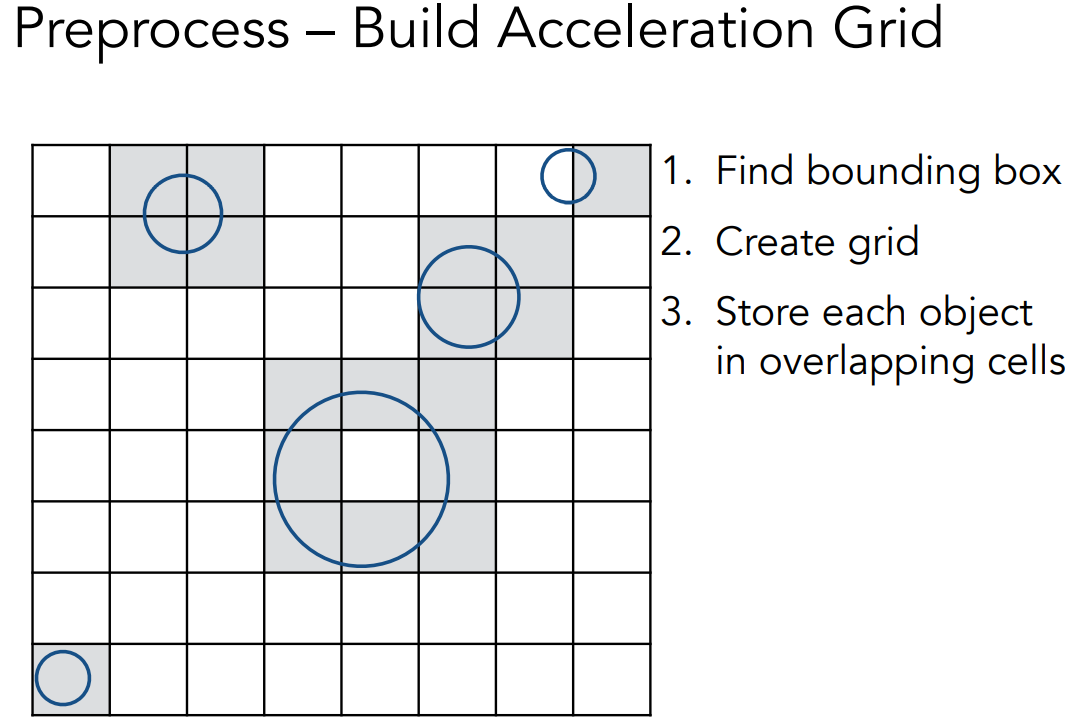 Preprocess – Build Acceleration Grid
1. Find bounding box
2. Create grid
3. Store each object
in overlapping cells